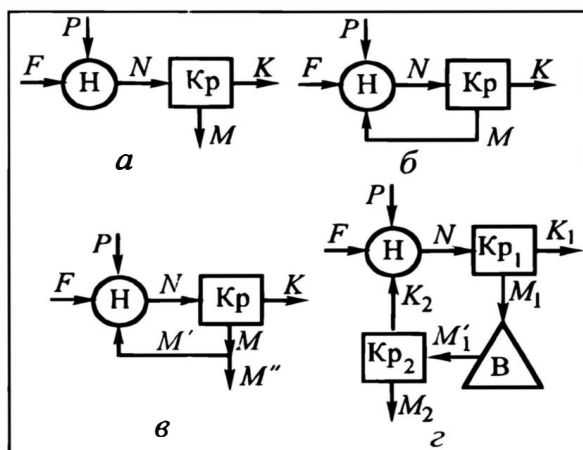 P P
F H N Кр K F H N Кр K
M M
а б
P
F H N K₂ Кр₁ K₁
P M₁
F H N Кр K
M′ M Кр₂ M′₁ В
M″ M₂
в г